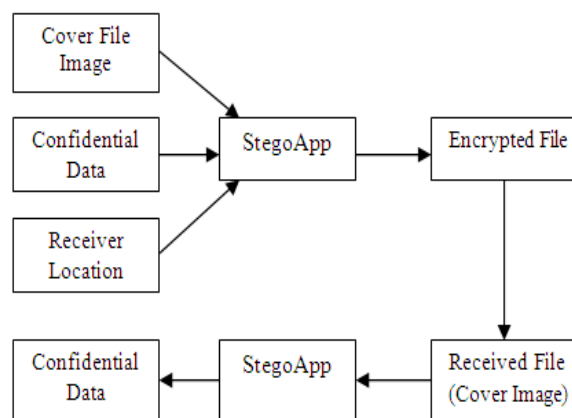 Cover File
Image
Confidential
Data
StegoApp
Encrypted File
Receiver
Location
Confidential
Data
StegoApp
Received File
(Cover Image)